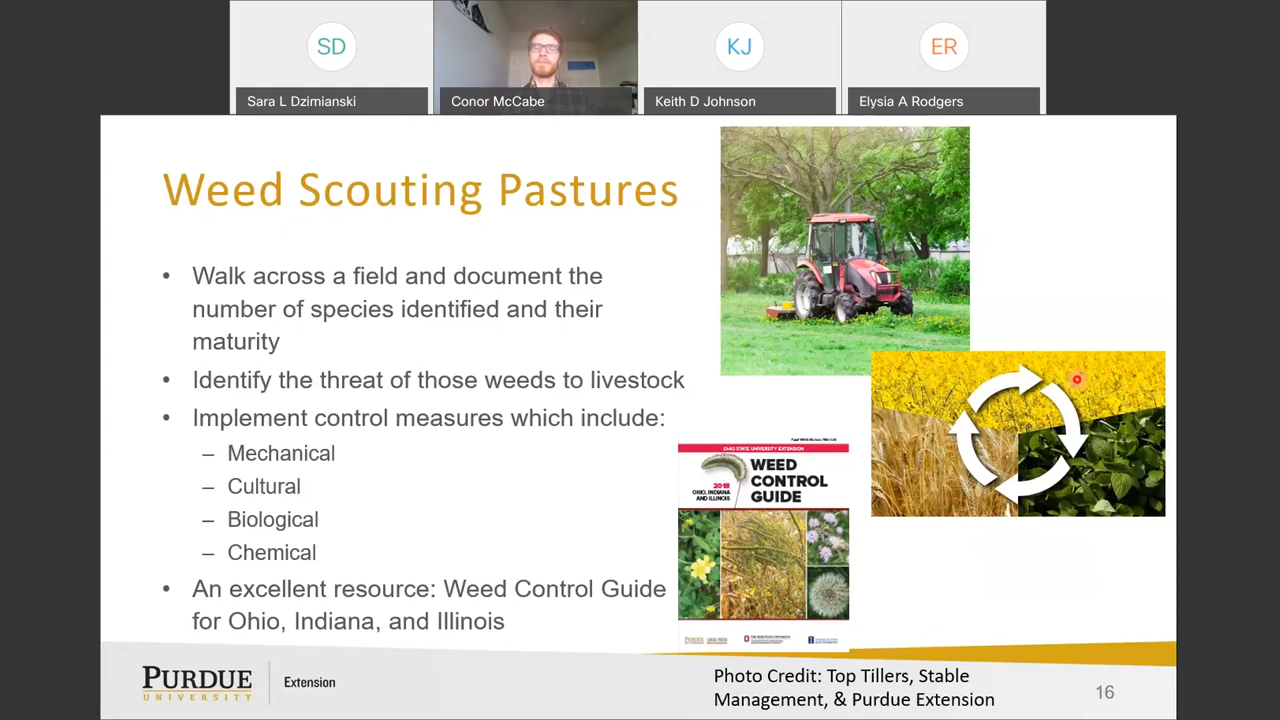 SD
KJ
ER
Sara L Dzimianski
Conor McCabe
Keith D Johnson
Elysia A Rodgers
Weed Scouting Pastures
• Walk across a field and document the
number of species identified and their
maturity
• Identify the threat of those weeds to livestock
• Implement control measures which include:
– Mechanical
– Cultural
– Biological
– Chemical
• An excellent resource: Weed Control Guide
for Ohio, Indiana, and Illinois
OHIO STATE UNIVERSITY EXTENSION
WEED
CONTROL
GUIDE
2018
OHIO, INDIANA
AND ILLINOIS
PURDUE
UNIVERSITY
Extension
Photo Credit: Top Tillers, Stable
Management, & Purdue Extension
16